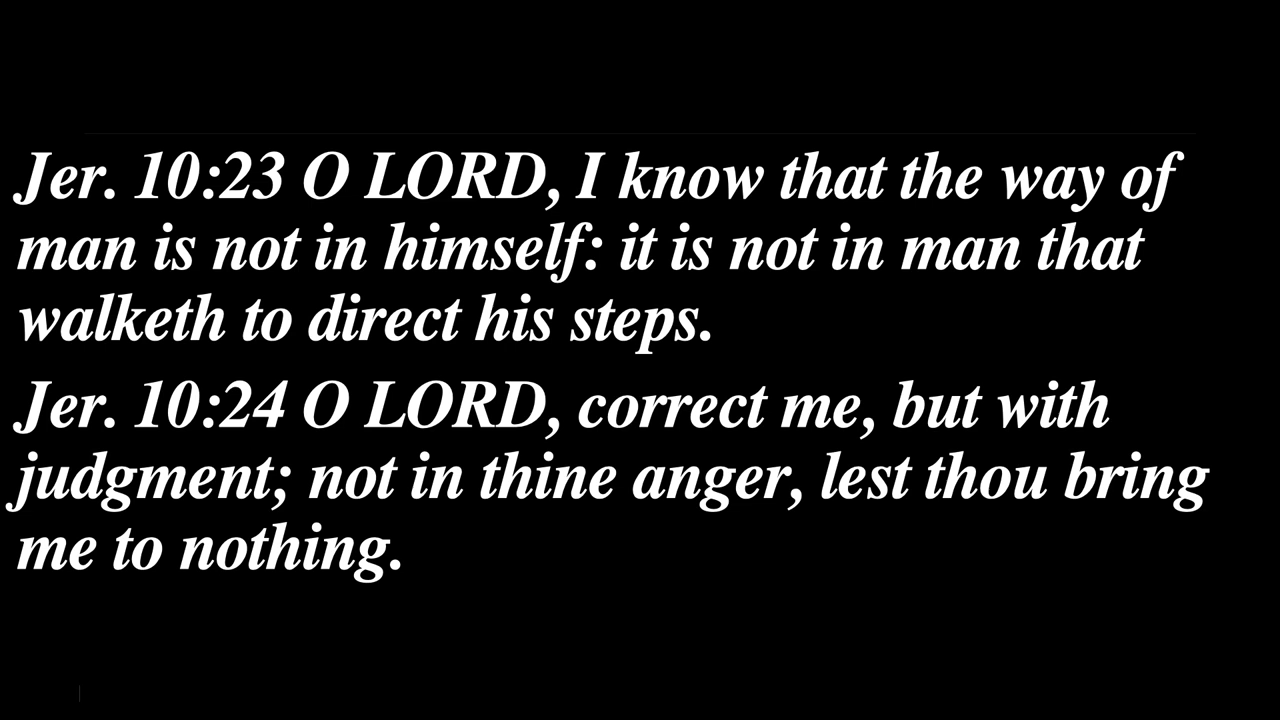 Jer. 10:23 O LORD, I know that the way of
man is not in himself: it is not in man that
walketh to direct his steps.
Jer. 10:24 O LORD, correct me, but with
judgment; not in thine anger, lest thou bring
me to nothing.